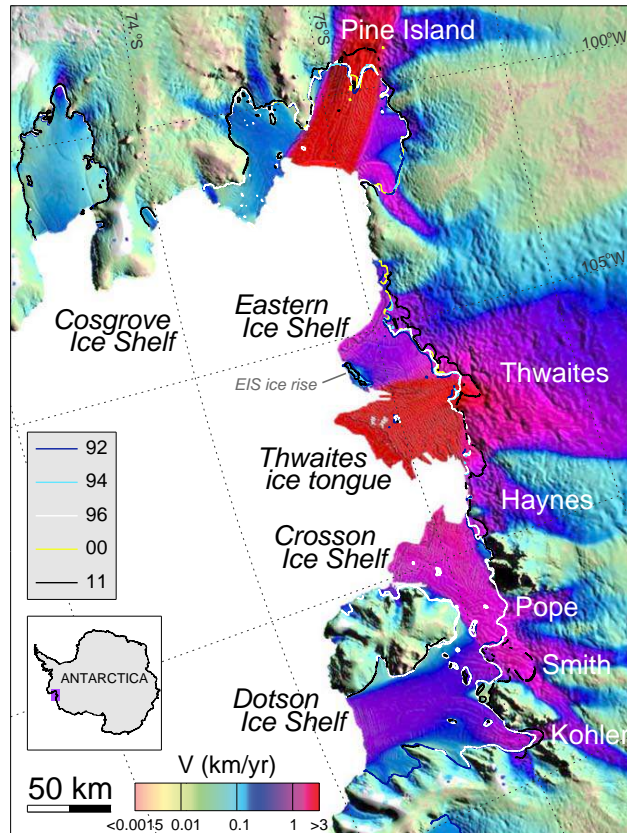 Pine Island
74°S
75°S
100°W
105°W
Cosgrove
Ice Shelf
Eastern
Ice Shelf
EIS ice rise
Thwaites
Thwaites
ice tongue
Haynes
Crosson
Ice Shelf
Pope
Smith
Dotson
Ice Shelf
Kohler
92
94
96
00
11
ANTARCTICA
50 km
V (km/yr)
<0.0015 0.01 0.1 1 >3